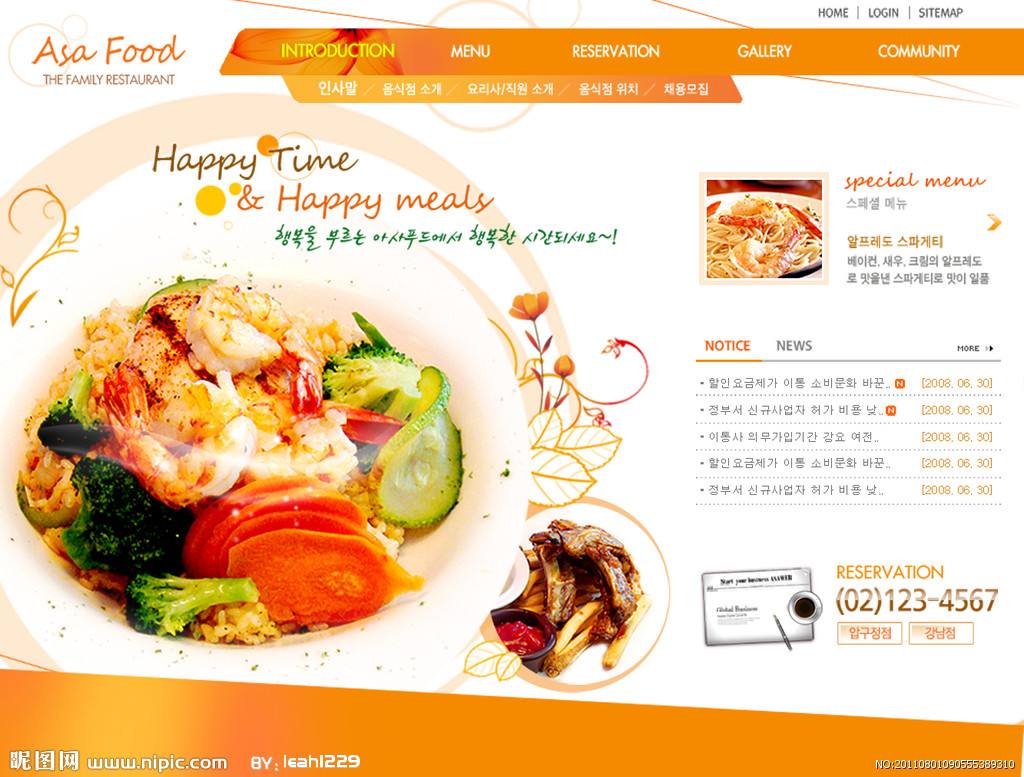 HOME | LOGIN | SITEMAP
Asa Food
THE FAMILY RESTAURANT
INTRODUCTION MENU RESERVATION GALLERY COMMUNITY
인사말 / 음식점 소개 / 요리사/직원 소개 / 음식점 위치 / 채용모집
Happy Time
& Happy meals
행복을 부르는 아사푸드에서 행복한 시간되세요~!
special menu
스페셜 메뉴
알프레도 스파게티
베이컨, 새우, 크림의 알프레도
로 맛을낸 스파게티로 맛이 일품
NOTICE NEWS MORE
• 할인요금제가 이통 소비문화 바꾼.. N [2008. 06. 30]
• 정부서 신규사업자 허가 비용 낮.. N [2008. 06. 30]
• 이통사 의무가입기간 강요 여전.. [2008. 06. 30]
• 할인요금제가 이통 소비문화 바꾼.. [2008. 06. 30]
• 정부서 신규사업자 허가 비용 낮.. [2008. 06. 30]
Start your business ANSWER
Global Business
RESERVATION
(02)123-4567
압구정점 강남점
昵图网 www.nipic.com BY: leah1229
NO:20110801090555389310